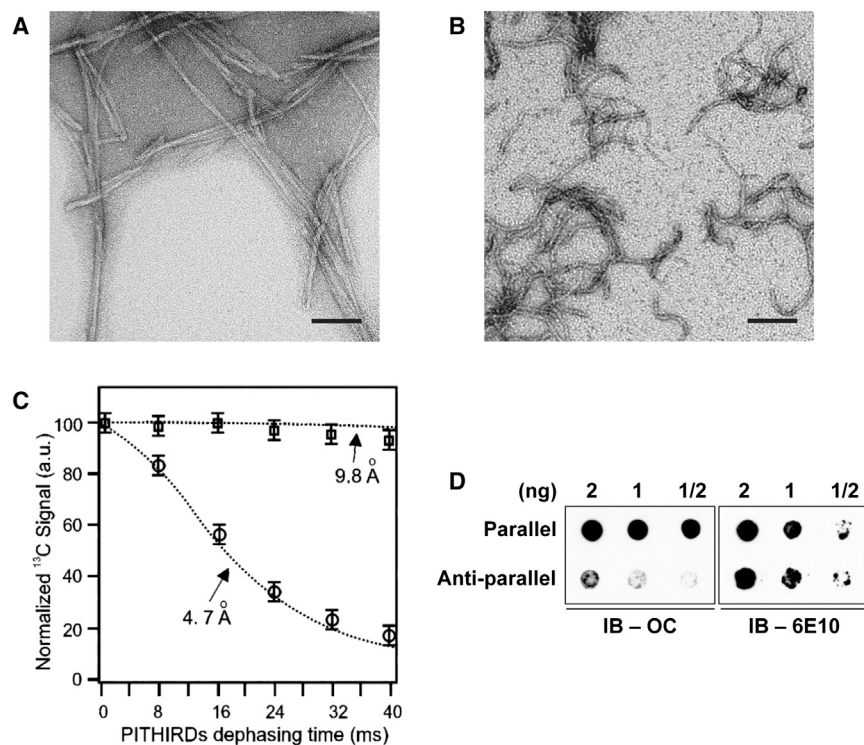 A
B
C
Normalized ¹³C Signal (a.u.)
100
80
60
40
20
0
9.8 Å
4.7 Å
0 8 16 24 32 40
PITHIRDs dephasing time (ms)
D
(ng) 2 1 1/2 2 1 1/2
Parallel
Anti-parallel
IB – OC IB – 6E10